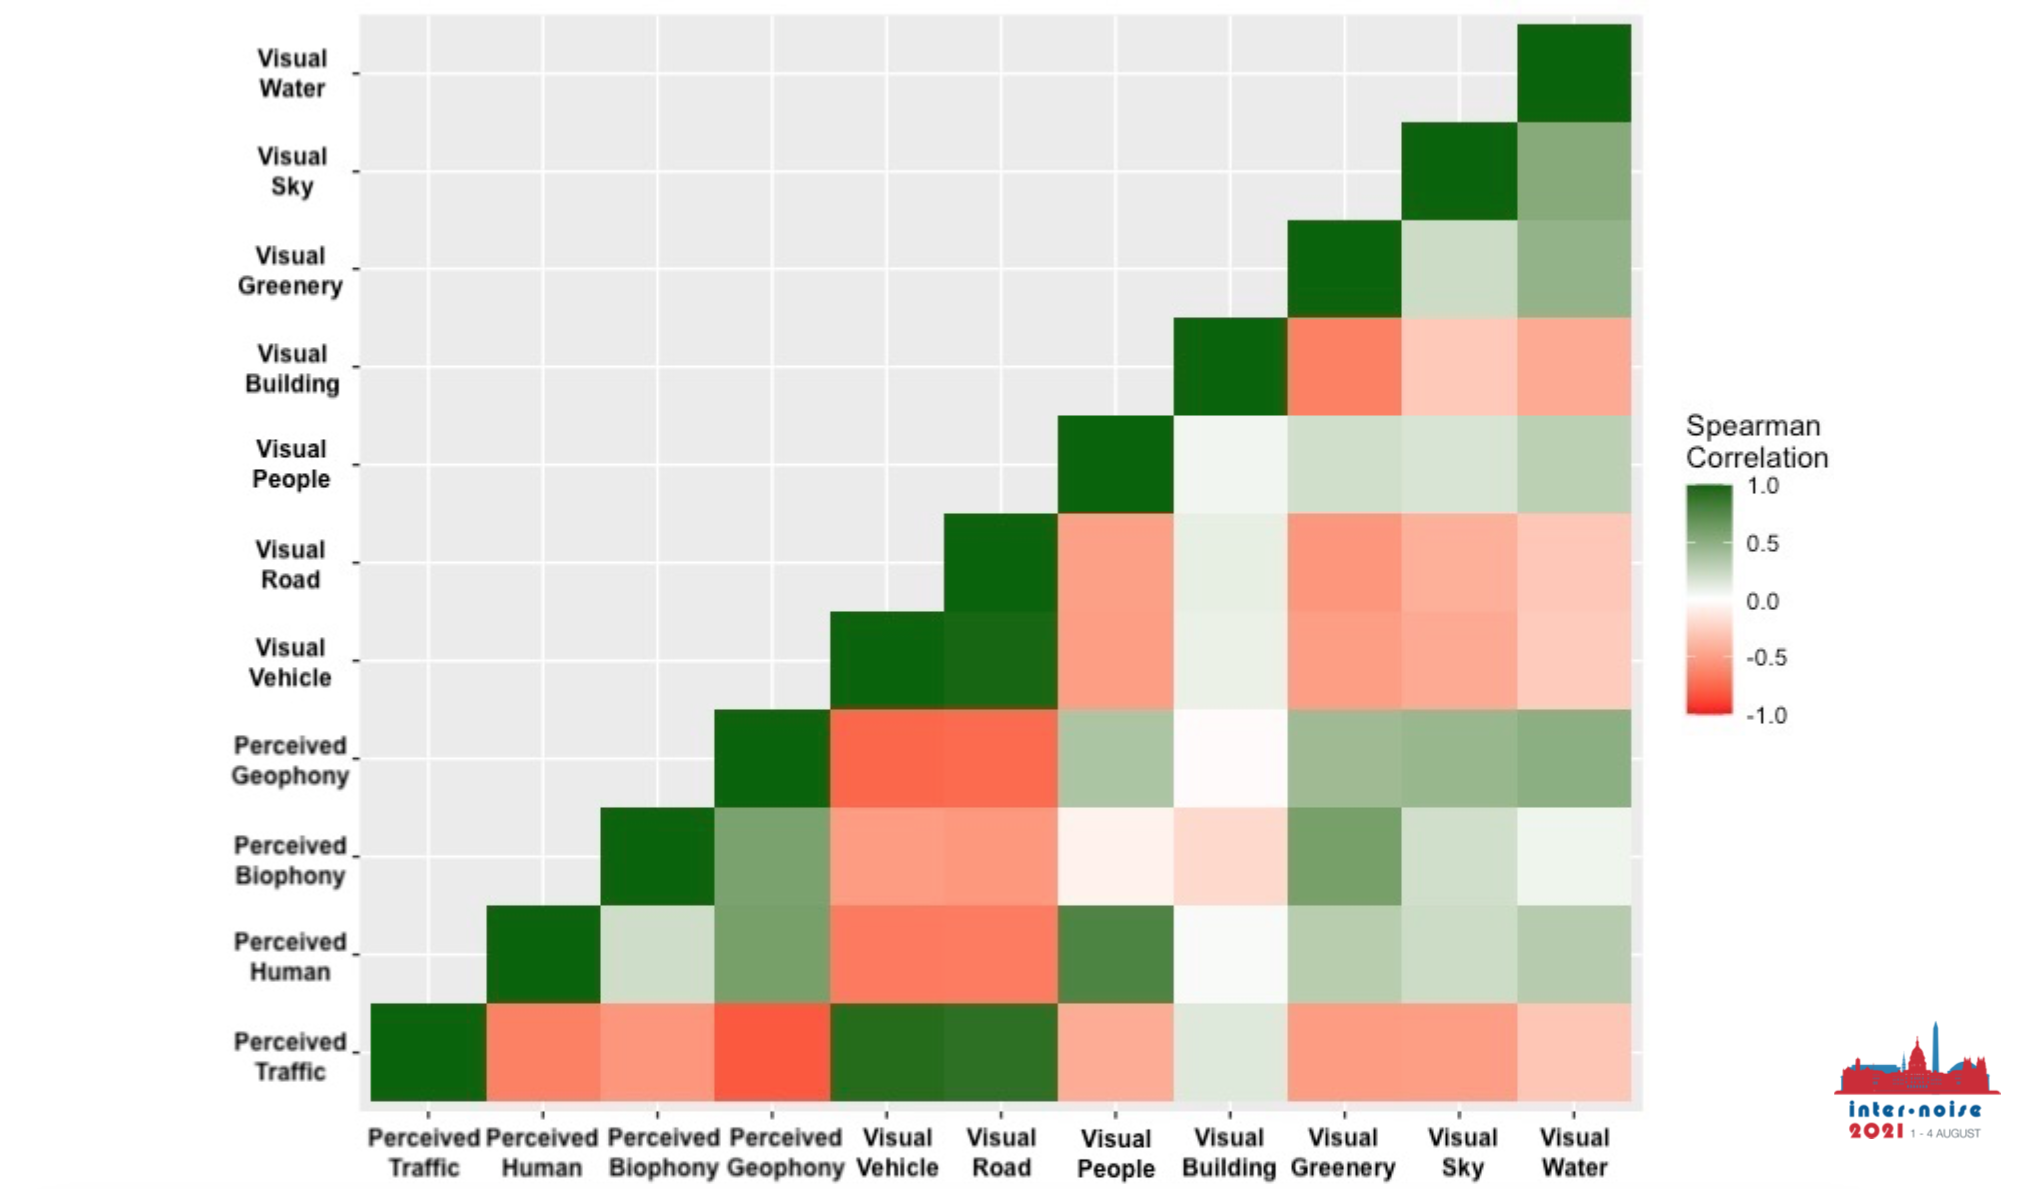 Visual
Water
Visual
Sky
Visual
Greenery
Visual
Building
Visual
People
Visual
Road
Visual
Vehicle
Perceived
Geophony
Perceived
Biophony
Perceived
Human
Perceived
Traffic
Perceived Perceived Perceived Perceived Visual Visual Visual Visual Visual Visual Visual
Traffic Human Biophony Geophony Vehicle Road People Building Greenery Sky Water
Spearman
Correlation
1.0
0.5
0.0
-0.5
-1.0
inter·noise
2021 1 - 4 AUGUST